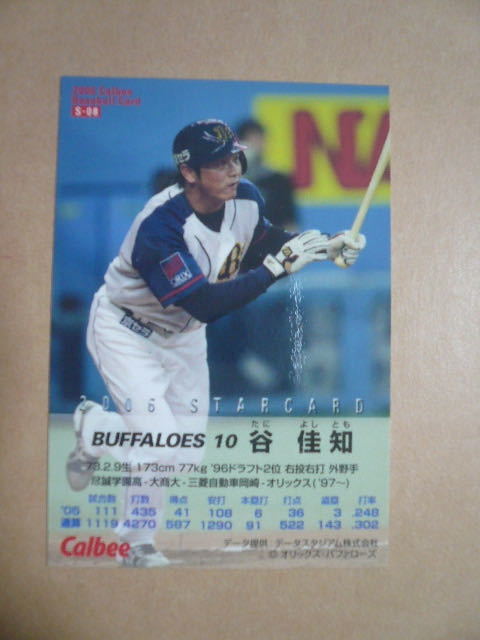 2006 Calbee
Baseball Card
S-08
NA
B
ORIX
2006 STARCARD
たに よし とも
BUFFALOES 10 谷 佳 知
'73.2.9生 173cm 77kg '96ドラフト2位 右投右打 外野手
尽誠学園高-大商大-三菱自動車岡崎-オリックス('97～)
試合数 打数 得点 安打 本塁打 打点 盗塁 打率
'05 111 435 41 108 6 36 3 .248
通算 1119 4270 597 1290 91 522 143 .302
Calbee
データ提供：データスタジアム株式会社
© オリックス・バファローズ